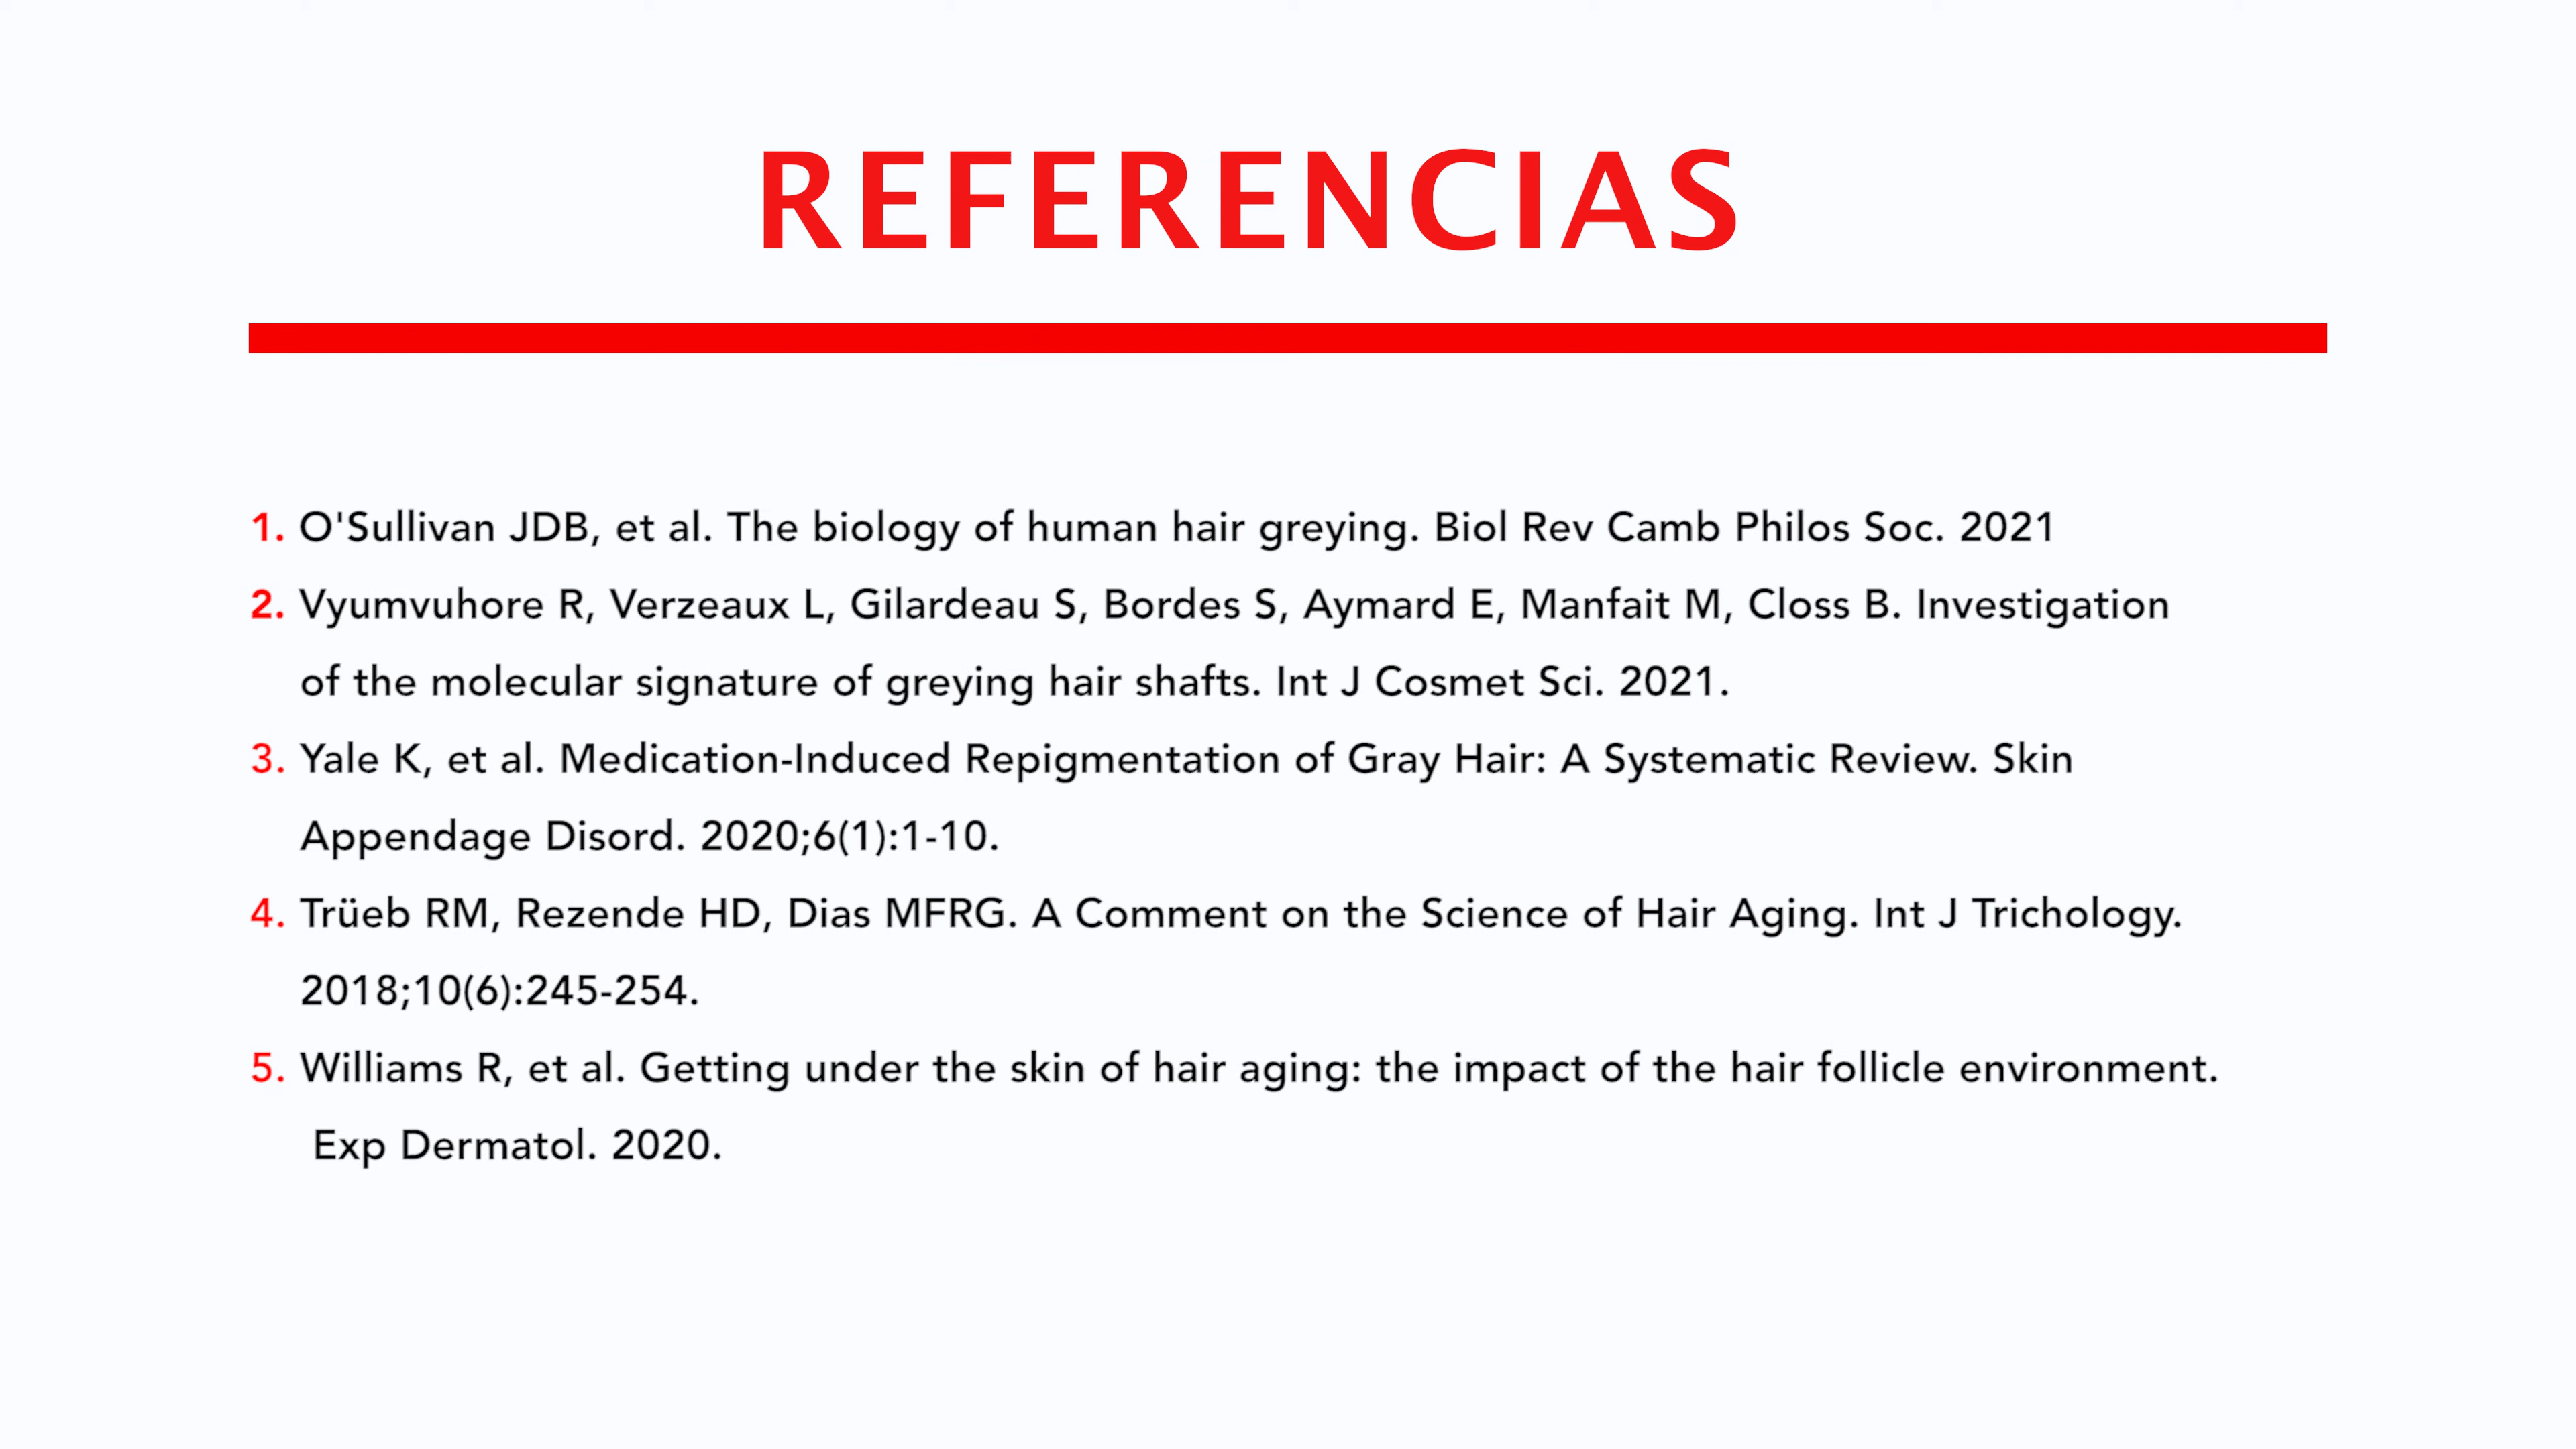 REFERENCIAS
1. O'Sullivan JDB, et al. The biology of human hair greying. Biol Rev Camb Philos Soc. 2021
2. Vyumvuhore R, Verzeaux L, Gilardeau S, Bordes S, Aymard E, Manfait M, Closs B. Investigation
of the molecular signature of greying hair shafts. Int J Cosmet Sci. 2021.
3. Yale K, et al. Medication-Induced Repigmentation of Gray Hair: A Systematic Review. Skin
Appendage Disord. 2020;6(1):1-10.
4. Trüeb RM, Rezende HD, Dias MFRG. A Comment on the Science of Hair Aging. Int J Trichology.
2018;10(6):245-254.
5. Williams R, et al. Getting under the skin of hair aging: the impact of the hair follicle environment.
Exp Dermatol. 2020.